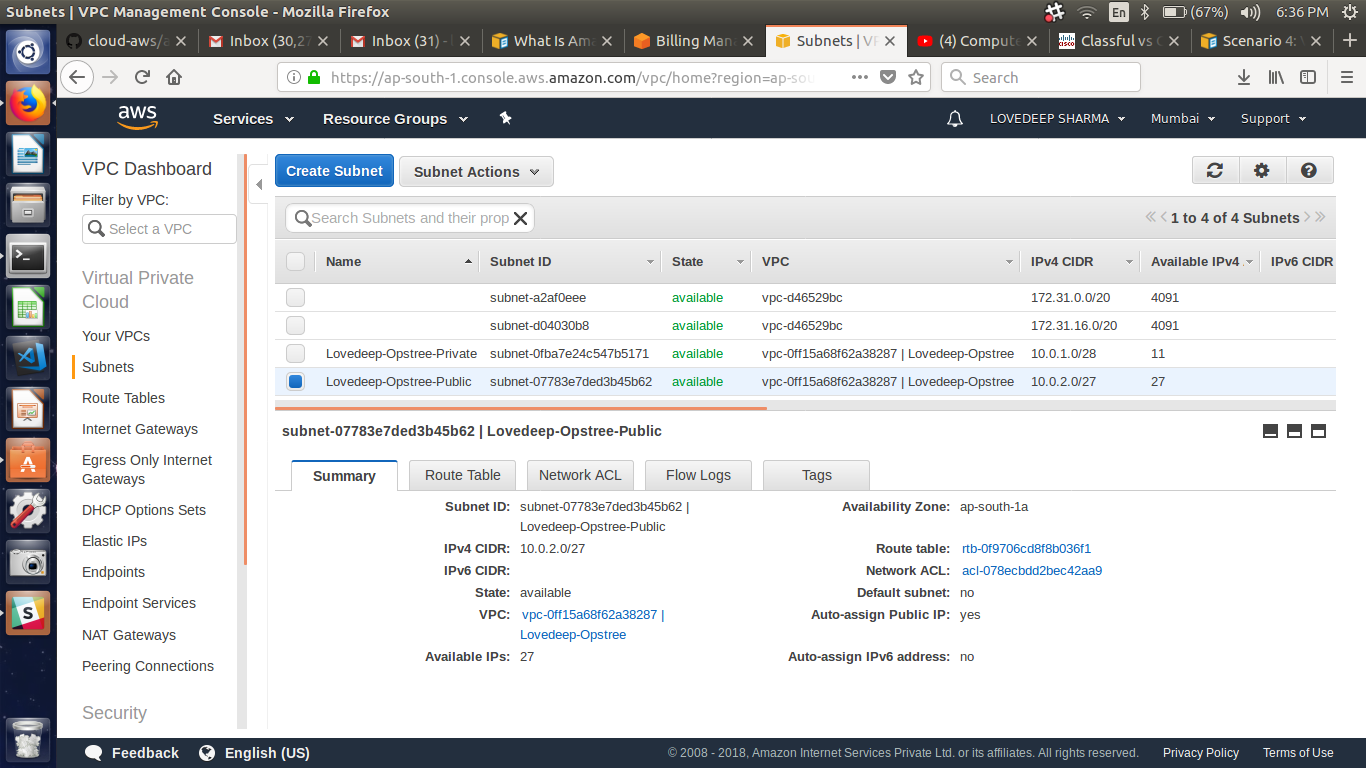 Subnets | VPC Management Console - Mozilla Firefox
En
(67%)
6:36 PM
cloud-aws/a
Inbox (30,27
Inbox (31) -
What Is Ama
Billing Man
Subnets | VP
(4) Compute
Classful vs C
Scenario 4: V
https://ap-south-1.console.aws.amazon.com/vpc/home?region=ap-sou
Search
aws
Services
Resource Groups
LOVEDEEP SHARMA
Mumbai
Support
VPC Dashboard
Filter by VPC:
Select a VPC
Virtual Private
Cloud
Your VPCs
Subnets
Route Tables
Internet Gateways
Egress Only Internet
Gateways
DHCP Options Sets
Elastic IPs
Endpoints
Endpoint Services
NAT Gateways
Peering Connections
Security
Create Subnet
Subnet Actions
Search Subnets and their prop
1 to 4 of 4 Subnets
Name Subnet ID State VPC IPv4 CIDR Available IPv4 IPv6 CIDR
subnet-a2af0eee available vpc-d46529bc 172.31.0.0/20 4091
subnet-d04030b8 available vpc-d46529bc 172.31.16.0/20 4091
Lovedeep-Opstree-Private subnet-0fba7e24c547b5171 available vpc-0ff15a68f62a38287 | Lovedeep-Opstree 10.0.1.0/28 11
Lovedeep-Opstree-Public subnet-07783e7ded3b45b62 available vpc-0ff15a68f62a38287 | Lovedeep-Opstree 10.0.2.0/27 27
subnet-07783e7ded3b45b62 | Lovedeep-Opstree-Public
Summary
Route Table
Network ACL
Flow Logs
Tags
Subnet ID: subnet-07783e7ded3b45b62 |
Lovedeep-Opstree-Public
IPv4 CIDR: 10.0.2.0/27
IPv6 CIDR:
State: available
VPC: vpc-0ff15a68f62a38287 |
Lovedeep-Opstree
Available IPs: 27
Availability Zone: ap-south-1a
Route table: rtb-0f9706cd8f8b036f1
Network ACL: acl-078ecbdd2bec42aa9
Default subnet: no
Auto-assign Public IP: yes
Auto-assign IPv6 address: no
Feedback
English (US)
© 2008 - 2018, Amazon Internet Services Private Ltd. or its affiliates. All rights reserved.
Privacy Policy
Terms of Use